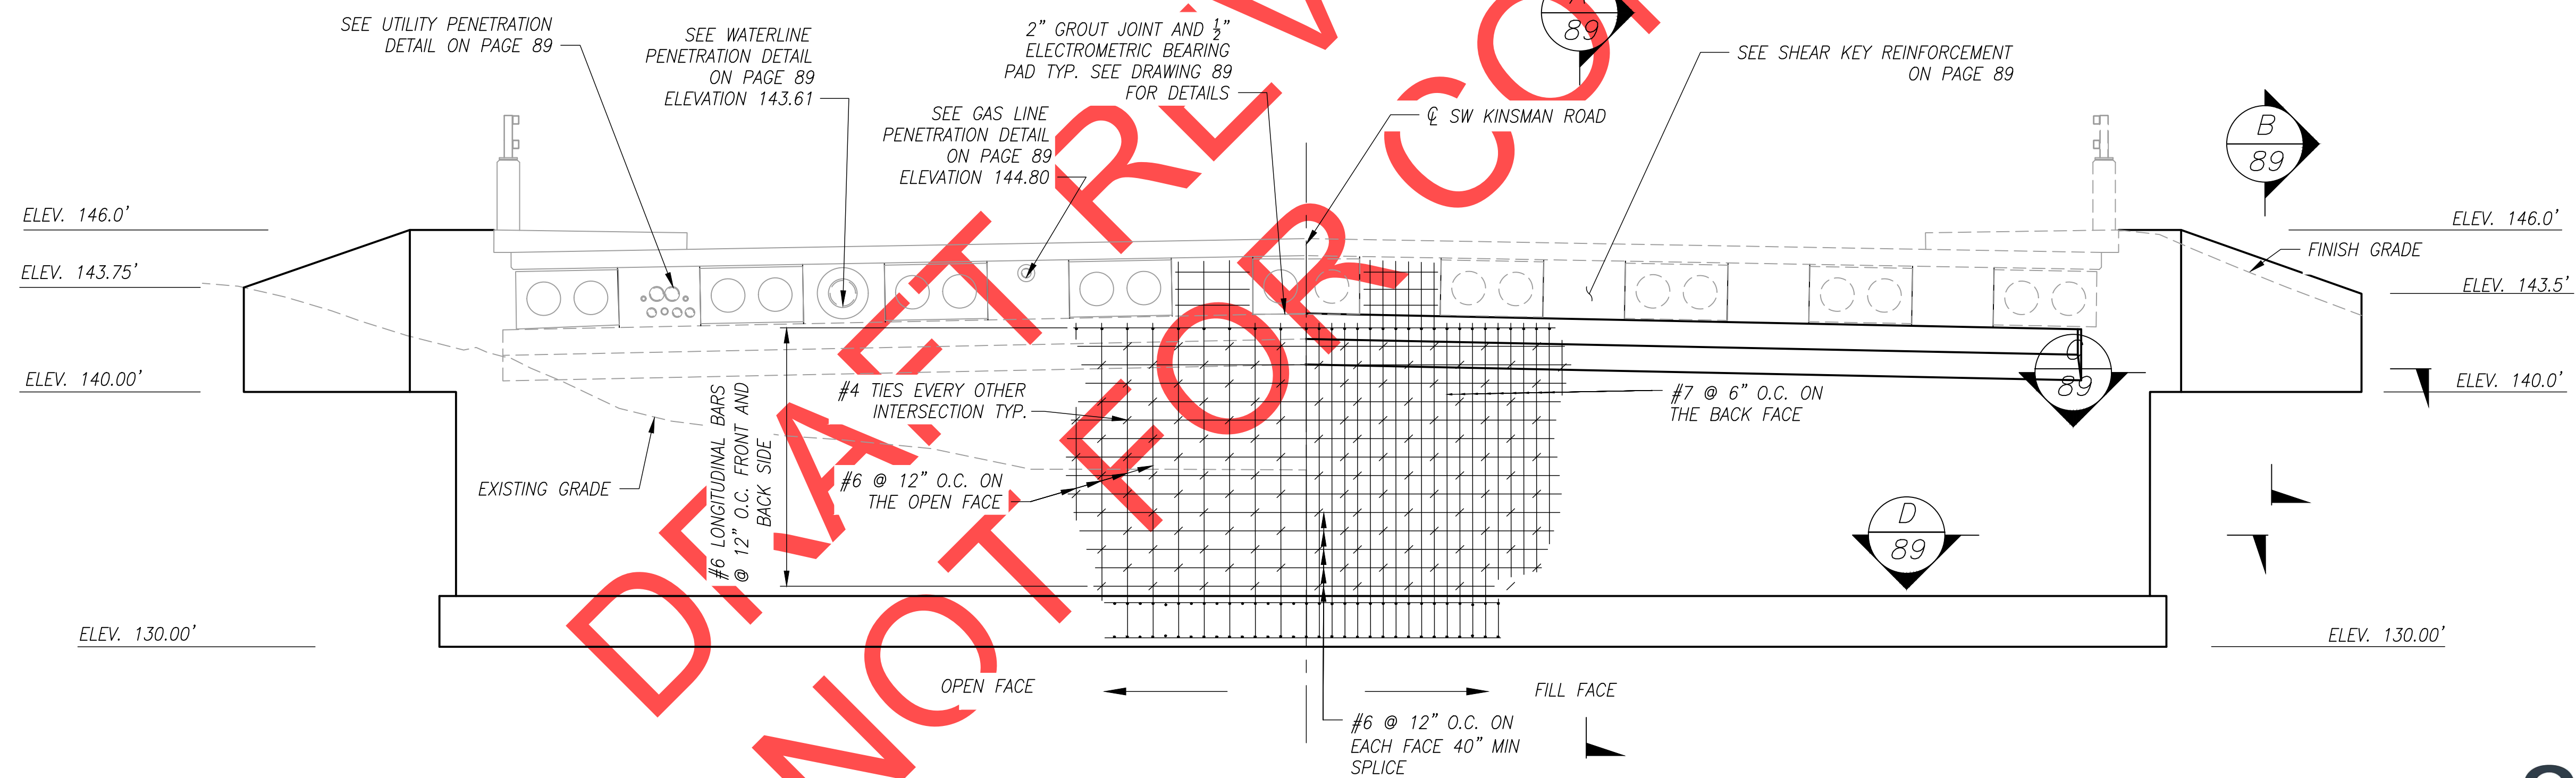 SEE UTILITY PENETRATION
DETAIL ON PAGE 89
SEE WATERLINE
PENETRATION DETAIL
ON PAGE 89
ELEVATION 143.61
2" GROUT JOINT AND 1/2"
ELECTROMETRIC BEARING
PAD TYP. SEE DRAWING 89
FOR DETAILS
SEE GAS LINE
PENETRATION DETAIL
ON PAGE 89
ELEVATION 144.80
℄ SW KINSMAN ROAD
89
SEE SHEAR KEY REINFORCEMENT
ON PAGE 89
B
89
ELEV. 146.0'
ELEV. 143.75'
ELEV. 140.00'
ELEV. 130.00'
ELEV. 146.0'
FINISH GRADE
ELEV. 143.5'
ELEV. 140.0'
ELEV. 130.00'
C
89
D
89
#4 TIES EVERY OTHER
INTERSECTION TYP.
#7 @ 6" O.C. ON
THE BACK FACE
#6 LONGITUDINAL BARS
@ 12" O.C. FRONT AND
BACK SIDE
EXISTING GRADE
#6 @ 12" O.C. ON
THE OPEN FACE
OPEN FACE
FILL FACE
#6 @ 12" O.C. ON
EACH FACE 40" MIN
SPLICE
DRAFT
NOT FOR